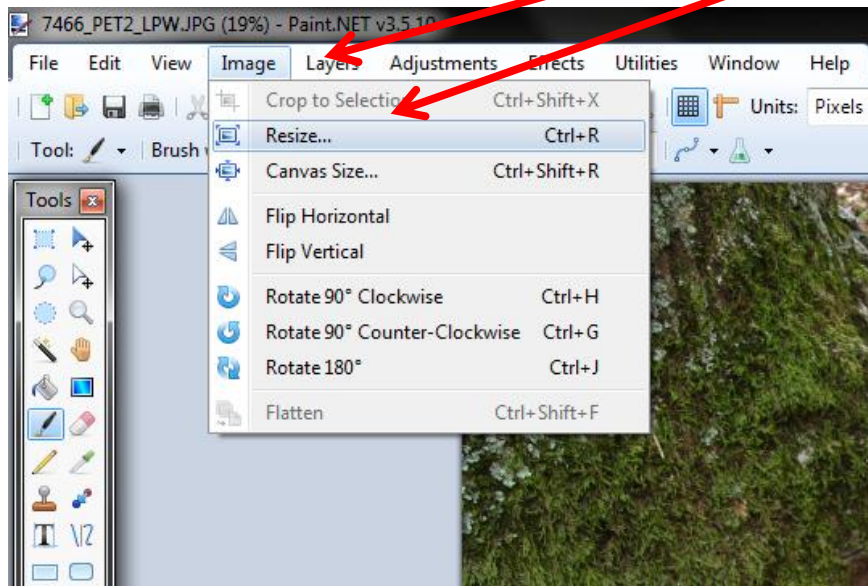 7466_PET2_LPW.JPG (19%) - Paint.NET v3.5.10
File Edit View Image Layers Adjustments Effects Utilities Window Help
Units: Pixels
Tool: Brush
Tools
Crop to Selection Ctrl+Shift+X
Resize... Ctrl+R
Canvas Size... Ctrl+Shift+R
Flip Horizontal
Flip Vertical
Rotate 90° Clockwise Ctrl+H
Rotate 90° Counter-Clockwise Ctrl+G
Rotate 180° Ctrl+J
Flatten Ctrl+Shift+F